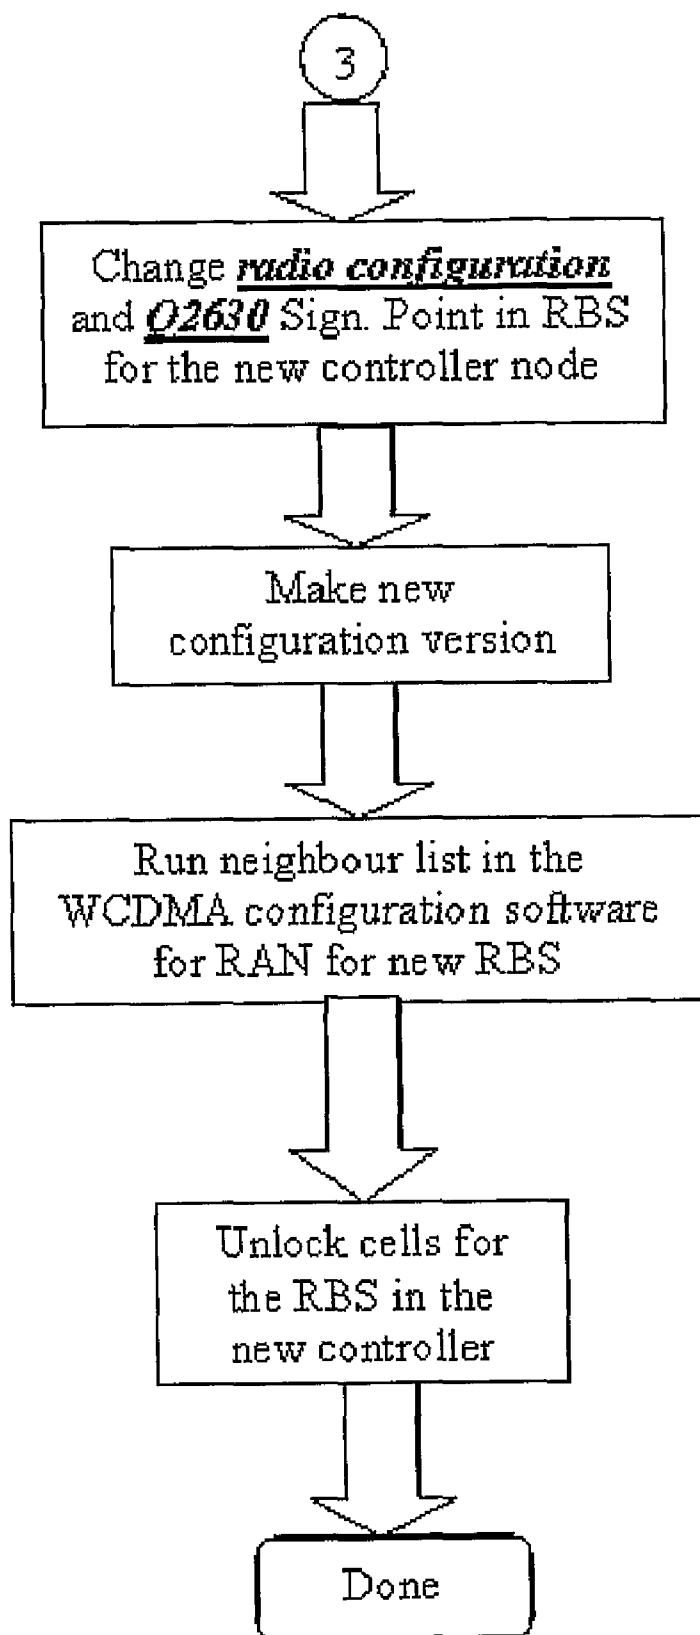 3
Change radio configuration
and Q2630 Sign. Point in RBS
for the new controller node
Make new
configuration version
Run neighbour list in the
WCDMA configuration software
for RAN for new RBS
Unlock cells for
the RBS in the
new controller
Done